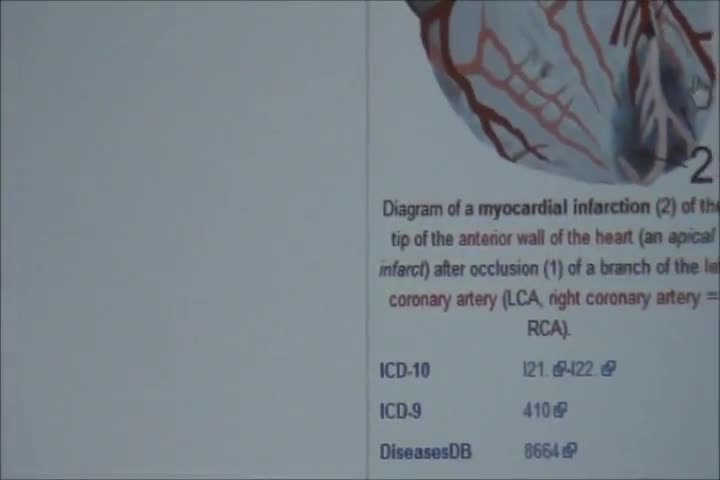 2
Diagram of a myocardial infarction (2) of the
tip of the anterior wall of the heart (an apical
infarct) after occlusion (1) of a branch of the
coronary artery (LCA, right coronary artery =
RCA).
ICD-10 I21.-I22.
ICD-9 410
DiseasesDB 8664